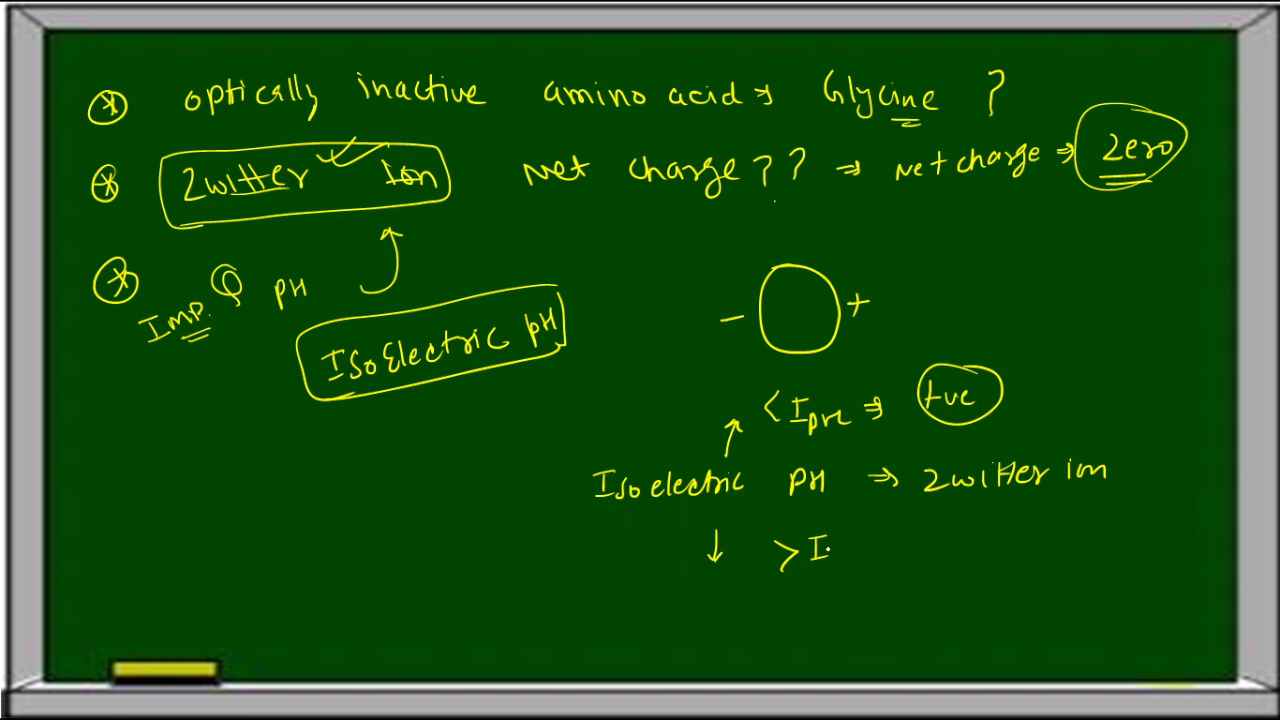 optically inactive amino acid ⇒ Glycine ?
Zwitter Ion Net charge ?? ⇒ Net charge ⇒ Zero
Imp. Q pH
IsoElectric pH
- +
< I ⇒ +ve
Isoelectric pH ⇒ Zwitter ion
↓ > I